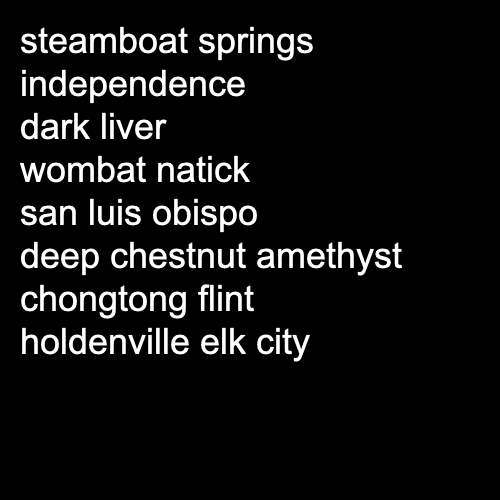 steamboat springs
independence
dark liver
wombat natick
san luis obispo
deep chestnut amethyst
chongtong flint
holdenville elk city